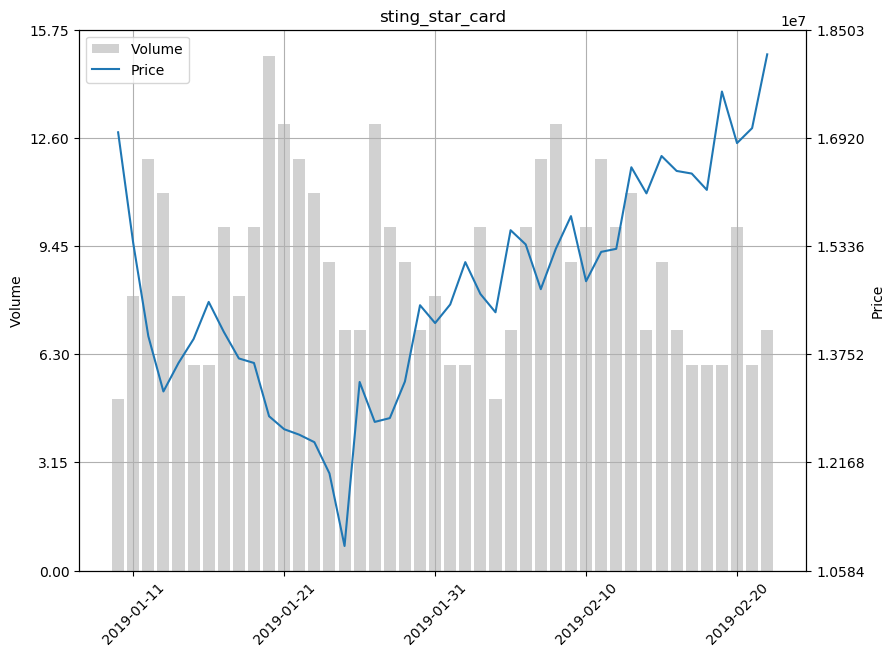 sting_star_card
1e7
Volume
Price
15.75
12.60
9.45
6.30
3.15
0.00
Volume
1.8503
1.6920
1.5336
1.3752
1.2168
1.0584
Price
2019-01-11
2019-01-21
2019-01-31
2019-02-10
2019-02-20